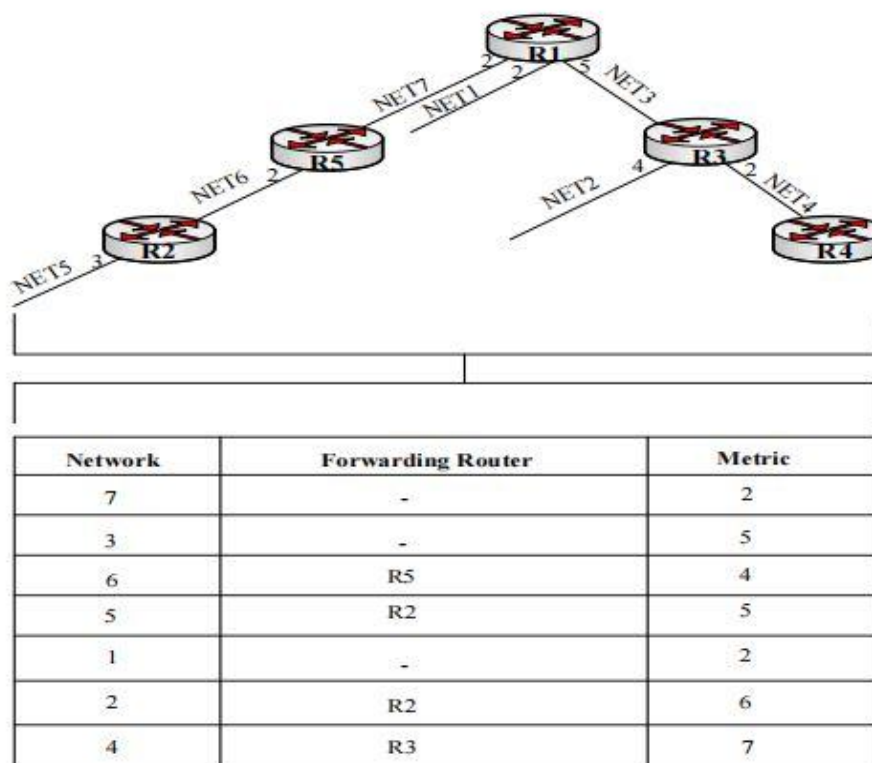 R1
2
2
5
NET7
NET1
NET3
R5
R3
2
4
2
NET6
NET2
NET4
R2
R4
3
NET5
Network Forwarding Router Metric
7 - 2
3 - 5
6 R5 4
5 R2 5
1 - 2
2 R2 6
4 R3 7